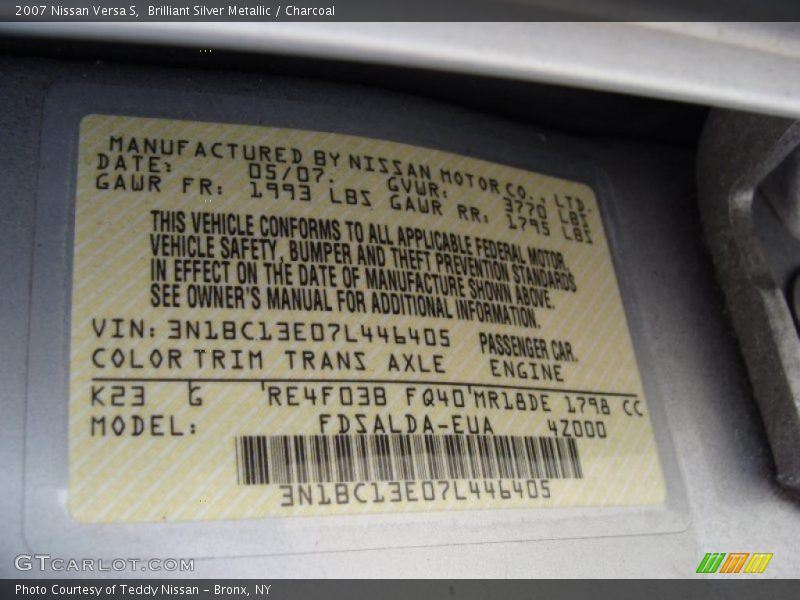 2007 Nissan Versa S, Brilliant Silver Metallic / Charcoal
MANUFACTURED BY NISSAN MOTOR CO., LTD.
DATE: 05/07. GVWR: 3770 LBS
GAWR FR: 1993 LBS GAWR RR: 1795 LBS
THIS VEHICLE CONFORMS TO ALL APPLICABLE FEDERAL MOTOR
VEHICLE SAFETY, BUMPER AND THEFT PREVENTION STANDARDS
IN EFFECT ON THE DATE OF MANUFACTURE SHOWN ABOVE.
SEE OWNER'S MANUAL FOR ADDITIONAL INFORMATION.
VIN: 3N1BC13E07L446405 PASSENGER CAR.
COLOR TRIM TRANS AXLE ENGINE
K23 G RE4F03B FQ40 MR18DE 1798 CC
MODEL: FDSALDA-EUA 4Z000
3N1BC13E07L446405
GTCARLOT.COM
Photo Courtesy of Teddy Nissan - Bronx, NY